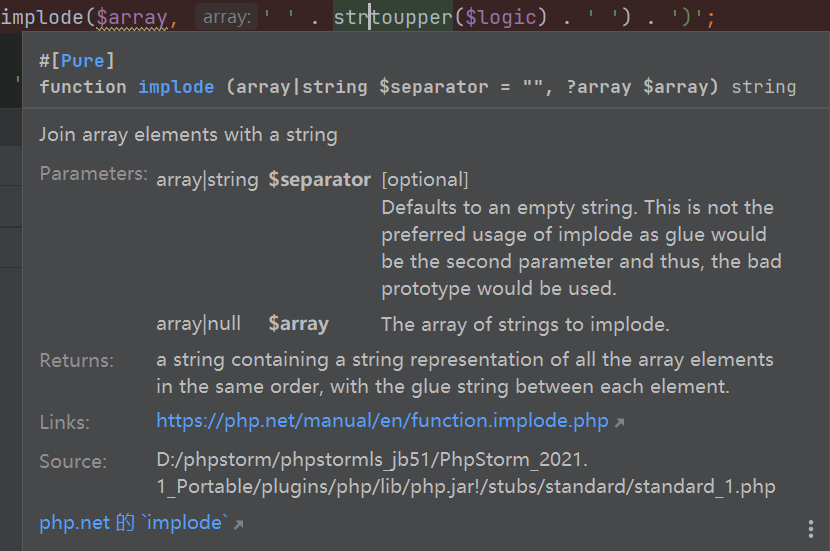 implode($array, array: ' ' . strtoupper($logic) . ' ') . ')';
'
#[Pure]
function implode (array|string $separator = "", ?array $array) string
Join array elements with a string
Parameters: array|string $separator [optional]
Defaults to an empty string. This is not the
preferred usage of implode as glue would
be the second parameter and thus, the bad
prototype would be used.
array|null $array The array of strings to implode.
Returns: a string containing a string representation of all the array elements
in the same order, with the glue string between each element.
Links: https://php.net/manual/en/function.implode.php
Source: D:/phpstorm/phpstormls_jb51/PhpStorm_2021.
1_Portable/plugins/php/lib/php.jar!/stubs/standard/standard_1.php
php.net 的 `implode`